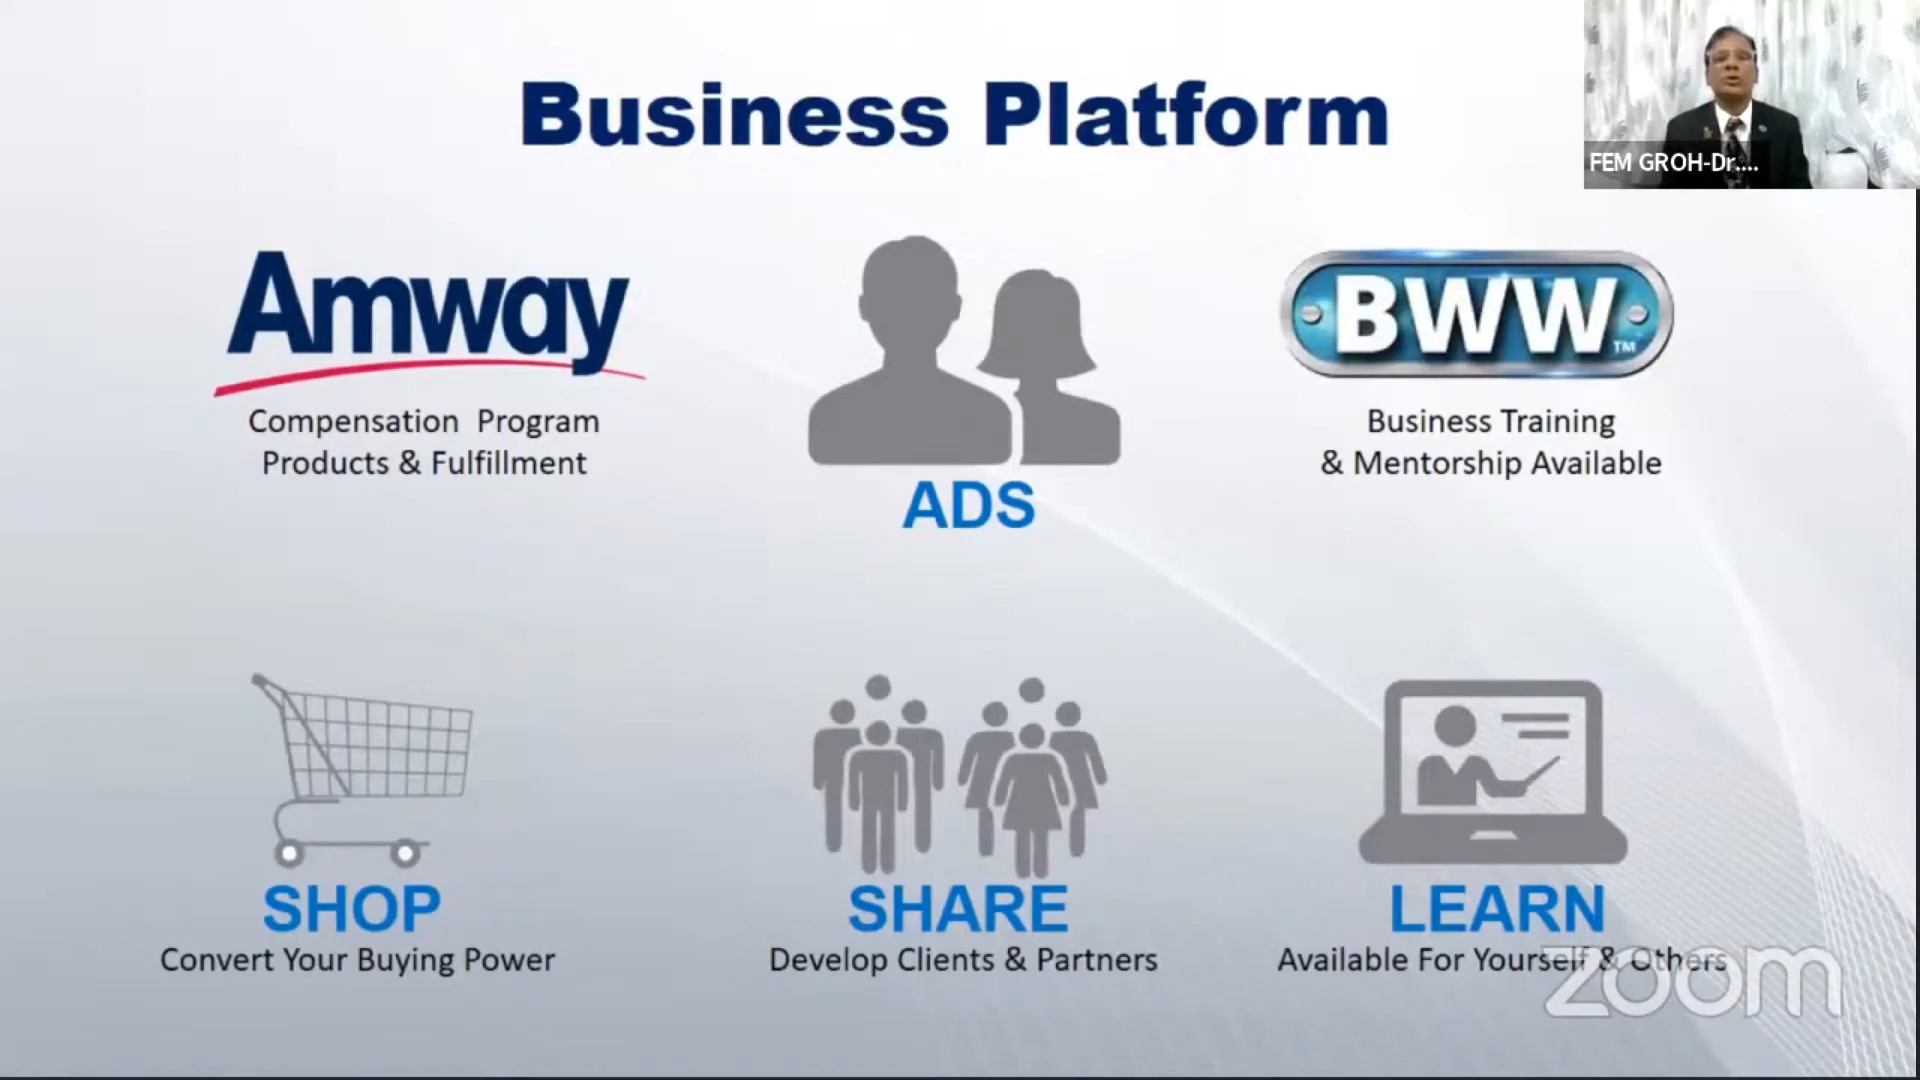 Business Platform
FEM GROH-Dr....
Amway
Compensation Program
Products & Fulfillment
ADS
BWW
TM
Business Training
& Mentorship Available
SHOP
Convert Your Buying Power
SHARE
Develop Clients & Partners
LEARN
Available For Yourself & Others
zoom